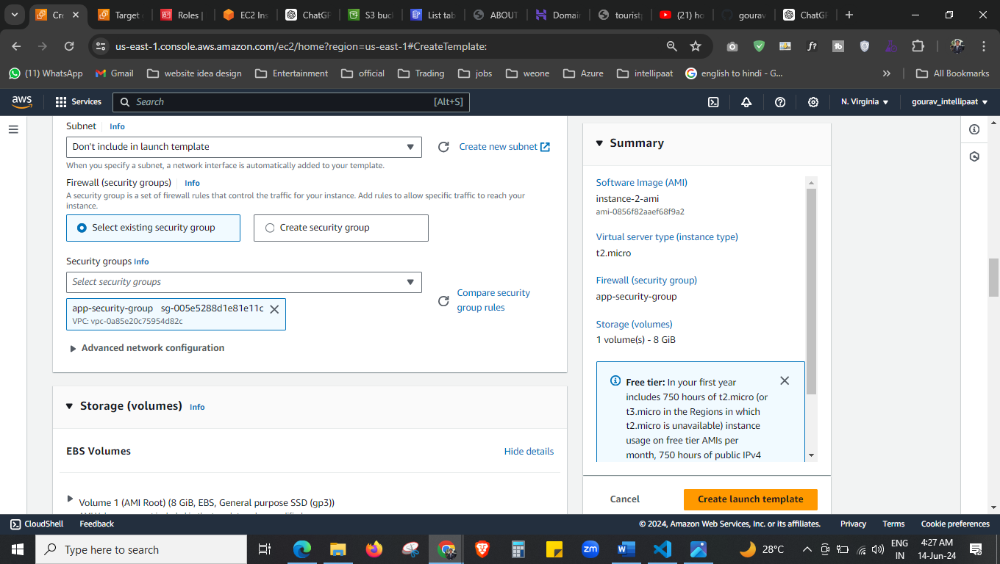 Cre
Target
Roles |
EC2 Ins
ChatGP
S3 buc
List tab
ABOUT
Domain
tourist
(21) ho
gourav
ChatGP
us-east-1.console.aws.amazon.com/ec2/home?region=us-east-1#CreateTemplate:
(11) WhatsApp
Gmail
website idea design
Entertainment
official
Trading
jobs
weone
Azure
intellipaat
english to hindi - G...
All Bookmarks
aws
Services
Search
[Alt+S]
N. Virginia
gourav_intellipaat
Subnet
Info
Don't include in launch template
Create new subnet
When you specify a subnet, a network interface is automatically added to your template.
Firewall (security groups)
Info
A security group is a set of firewall rules that control the traffic for your instance. Add rules to allow specific traffic to reach your
instance.
Select existing security group
Create security group
Security groups Info
Select security groups
Compare security
group rules
app-security-group sg-005e5288d1e81e11c
VPC: vpc-0a85e20c75954d82c
Advanced network configuration
Storage (volumes)
Info
EBS Volumes
Hide details
Volume 1 (AMI Root) (8 GiB, EBS, General purpose SSD (gp3))
Summary
Software Image (AMI)
instance-2-ami
ami-0856f82aaef68f9a2
Virtual server type (instance type)
t2.micro
Firewall (security group)
app-security-group
Storage (volumes)
1 volume(s) - 8 GiB
Free tier: In your first year
includes 750 hours of t2.micro (or
t3.micro in the Regions in which
t2.micro is unavailable) instance
usage on free tier AMIs per
month, 750 hours of public IPv4
Cancel
Create launch template
CloudShell
Feedback
© 2024, Amazon Web Services, Inc. or its affiliates.
Privacy
Terms
Cookie preferences
Type here to search
zm
28°C
ENG
IN
4:27 AM
14-Jun-24